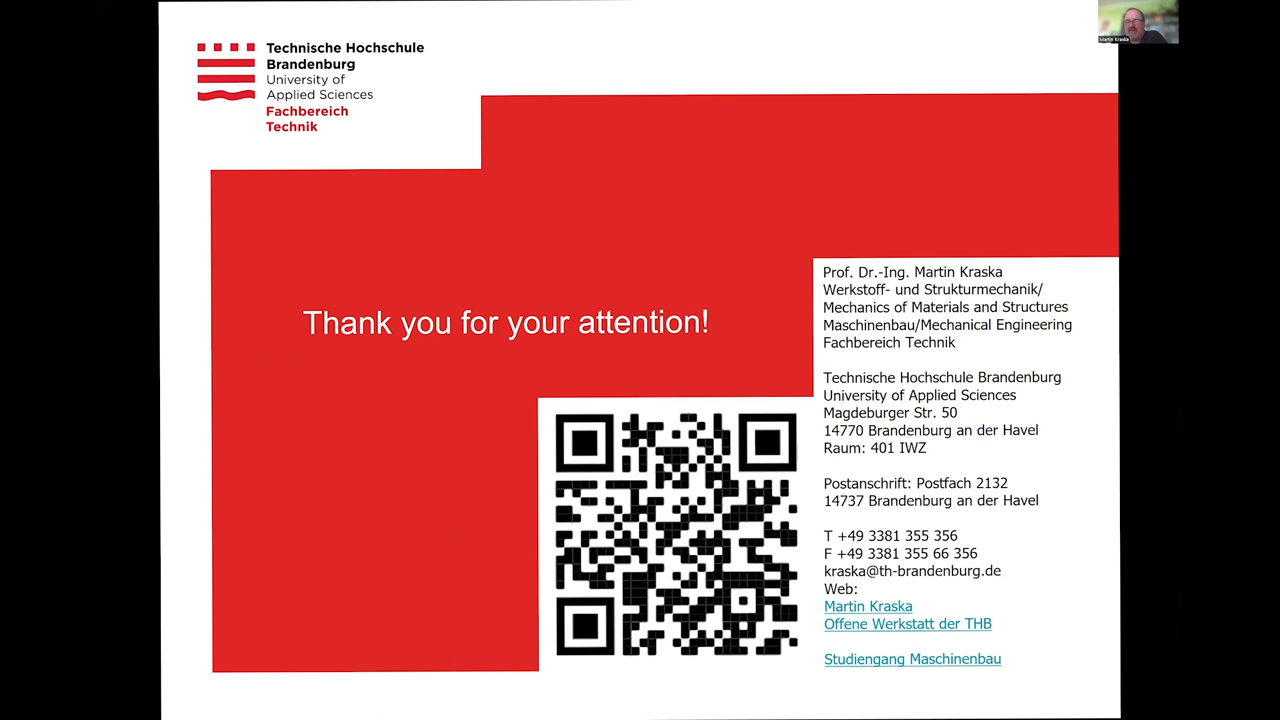 Technische Hochschule
Brandenburg
University of
Applied Sciences
Fachbereich
Technik
Martin Kraska
Thank you for your attention!
Prof. Dr.-Ing. Martin Kraska
Werkstoff- und Strukturmechanik/
Mechanics of Materials and Structures
Maschinenbau/Mechanical Engineering
Fachbereich Technik
Technische Hochschule Brandenburg
University of Applied Sciences
Magdeburger Str. 50
14770 Brandenburg an der Havel
Raum: 401 IWZ
Postanschrift: Postfach 2132
14737 Brandenburg an der Havel
T +49 3381 355 356
F +49 3381 355 66 356
kraska@th-brandenburg.de
Web:
Martin Kraska
Offene Werkstatt der THB
Studiengang Maschinenbau